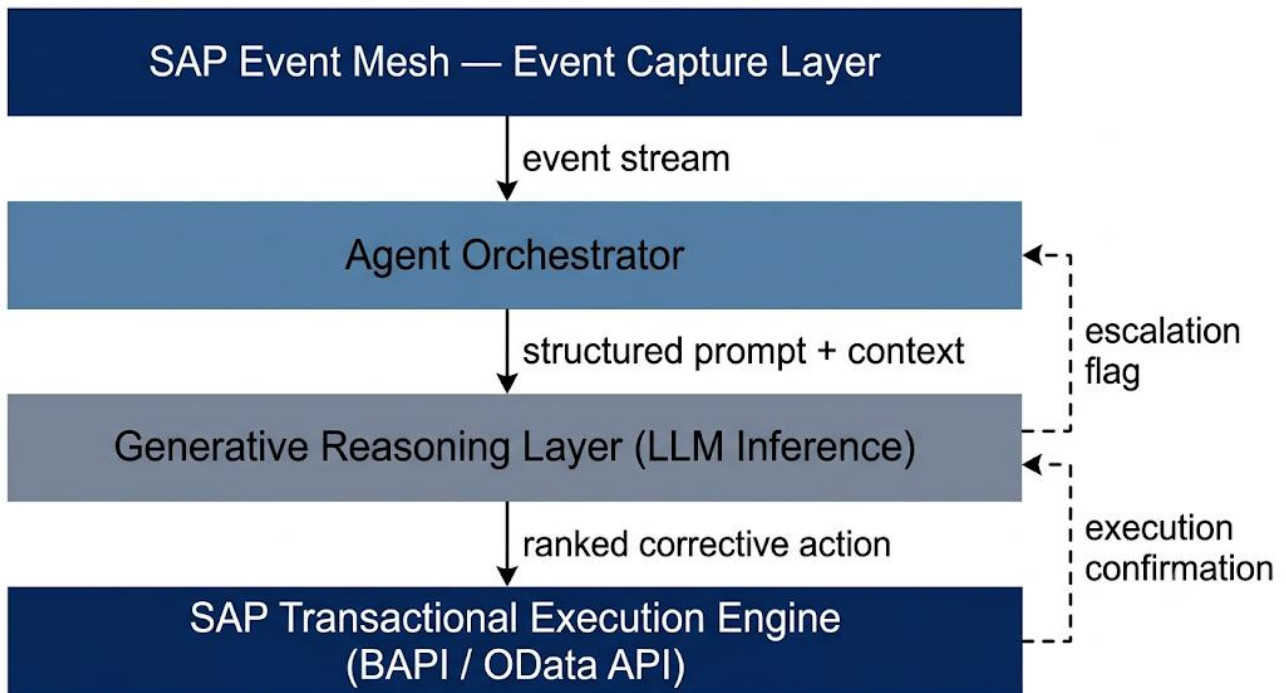 SAP Event Mesh — Event Capture Layer
event stream
Agent Orchestrator
structured prompt + context
escalation
flag
Generative Reasoning Layer (LLM Inference)
ranked corrective action
execution
confirmation
SAP Transactional Execution Engine
(BAPI / OData API)